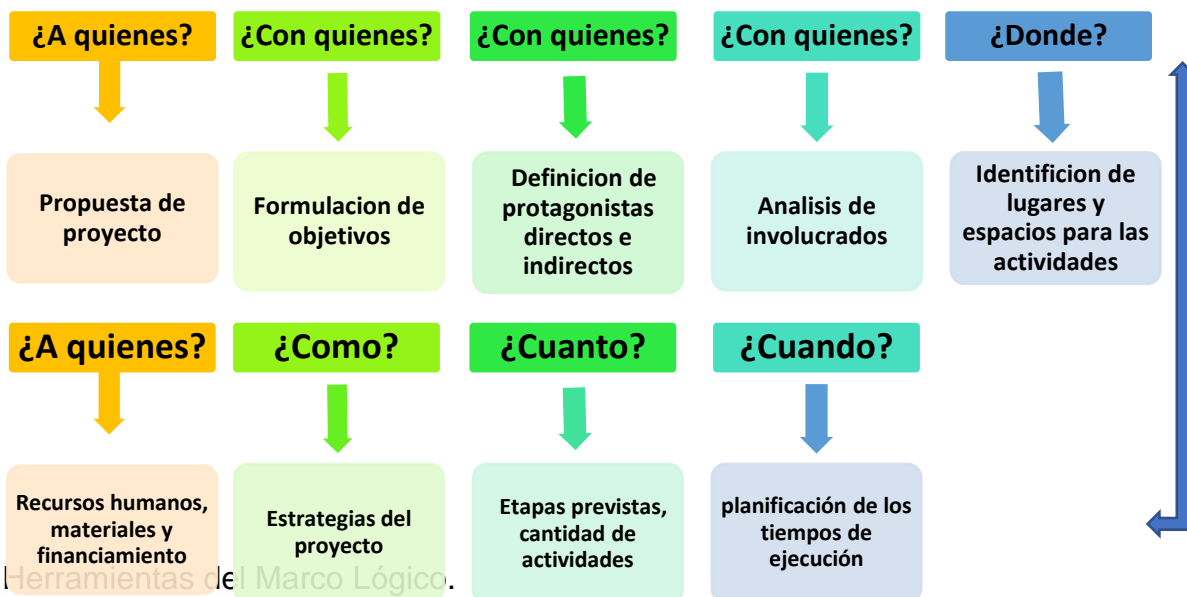 ¿A quienes?
¿Con quienes?
¿Con quienes?
¿Con quienes?
¿Donde?
Propuesta de
proyecto
Formulacion de
objetivos
Definicion de
protagonistas
directos e
indirectos
Analisis de
involucrados
Identificion de
lugares y
espacios para las
actividades
¿A quienes?
¿Como?
¿Cuanto?
¿Cuando?
Recursos humanos,
materiales y
financiamiento
Estrategias del
proyecto
Etapas previstas,
cantidad de
actividades
planificación de los
tiempos de
ejecución
Herramientas del Marco Lógico.